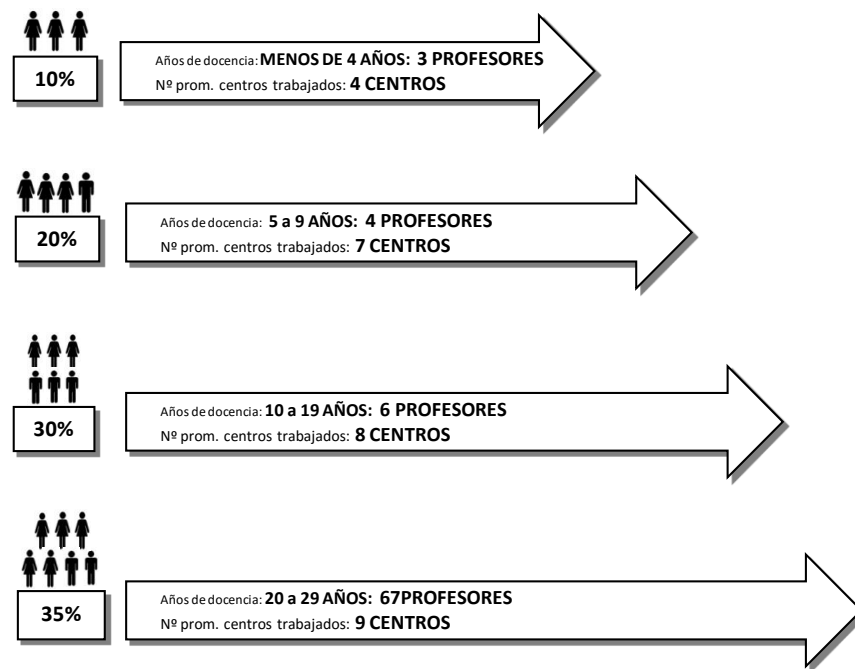 10%
Años de docencia: MENOS DE 4 AÑOS: 3 PROFESORES
Nº prom. centros trabajados: 4 CENTROS
20%
Años de docencia: 5 a 9 AÑOS: 4 PROFESORES
Nº prom. centros trabajados: 7 CENTROS
30%
Años de docencia: 10 a 19 AÑOS: 6 PROFESORES
Nº prom. centros trabajados: 8 CENTROS
35%
Años de docencia: 20 a 29 AÑOS: 67PROFESORES
Nº prom. centros trabajados: 9 CENTROS